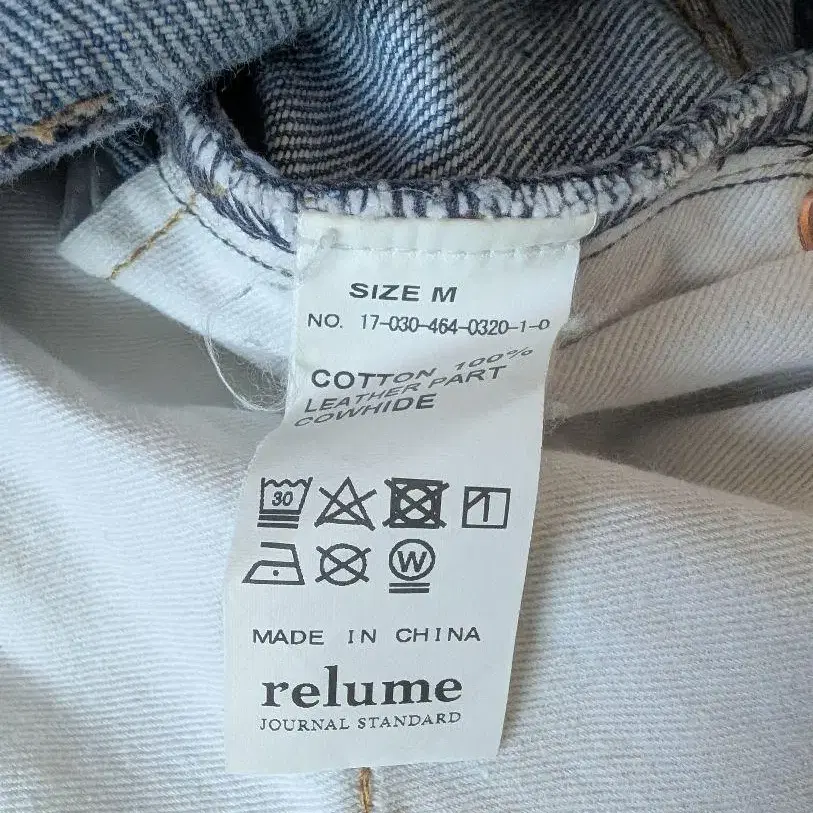 SIZE M
NO. 17-030-464-0320-1-0
COTTON 100%
LEATHER PART
COWHIDE
30
W
MADE IN CHINA
relume
JOURNAL STANDARD